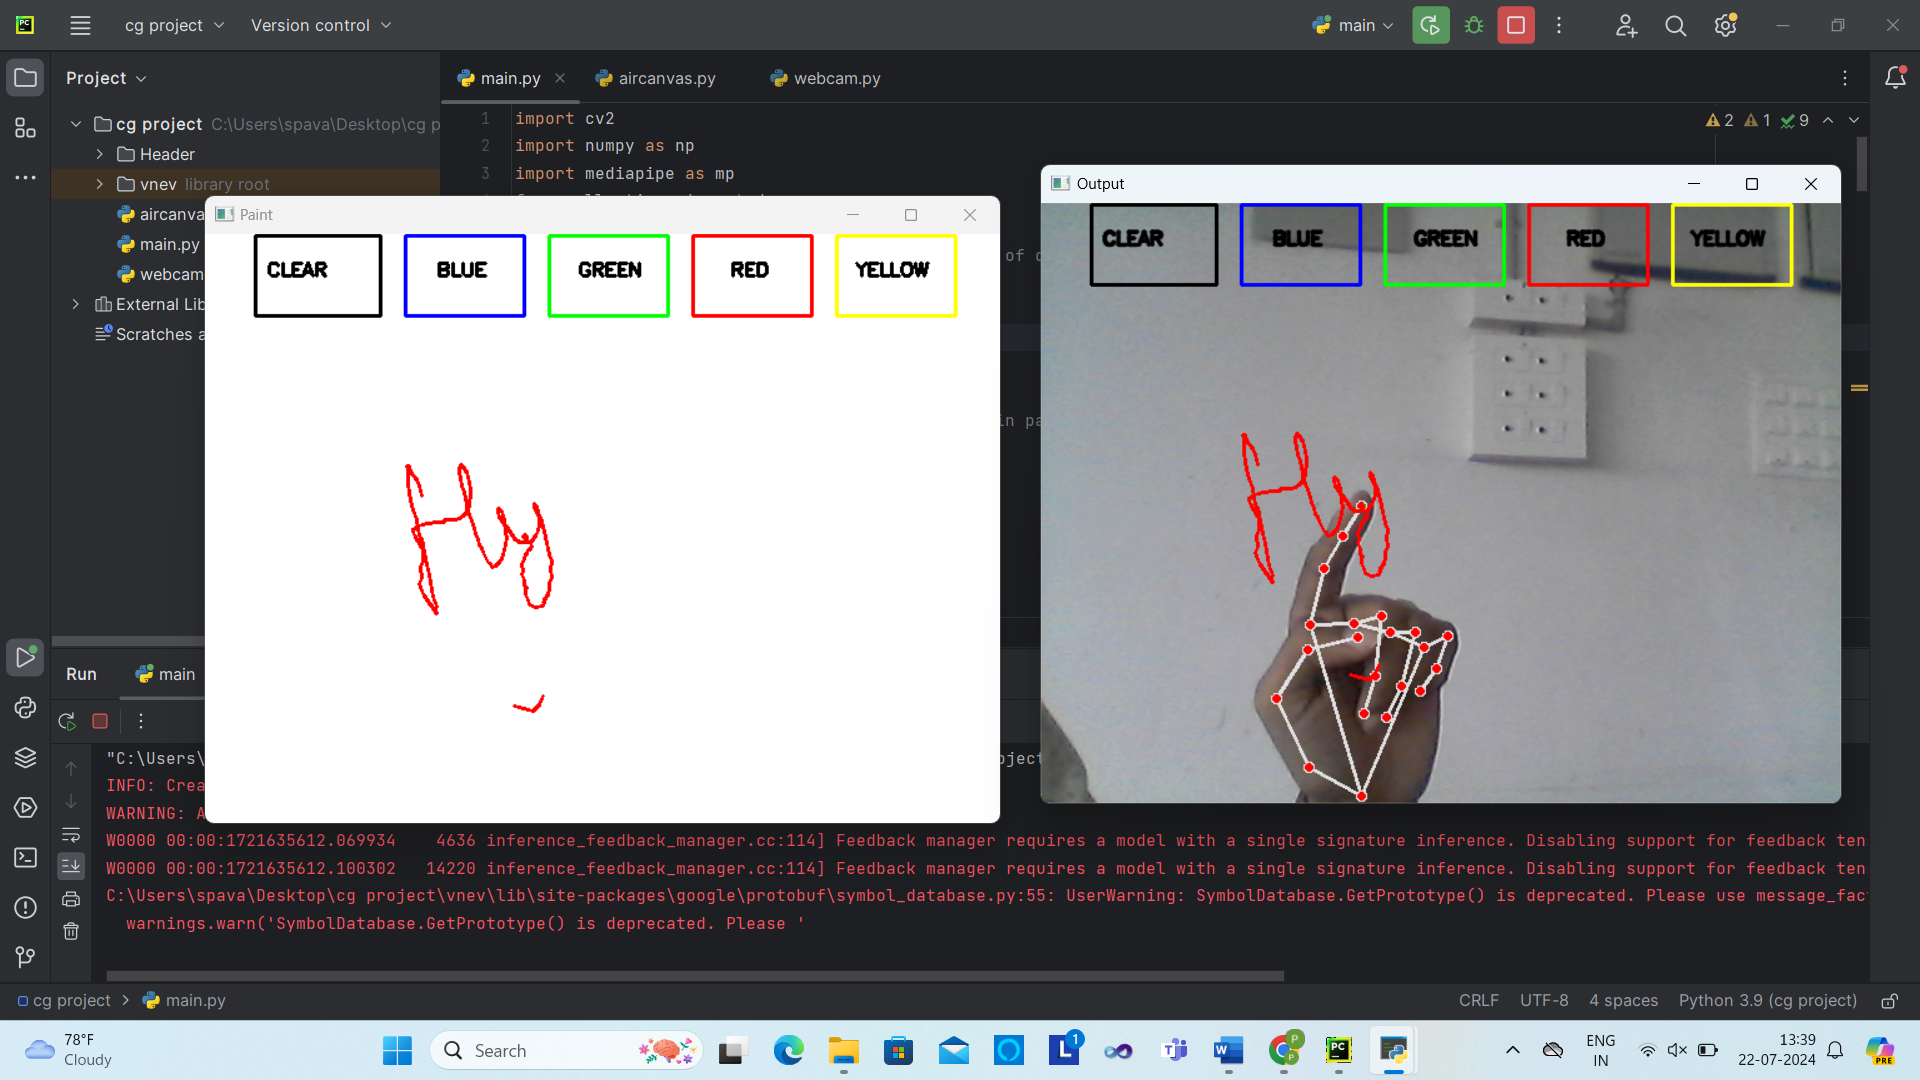 cg project
Version control
main
Project
main.py
aircanvas.py
webcam.py
cg project C:\Users\spava\Desktop\cg p
Header
vnev library root
aircanva
main.py
webcam
External Lib
Scratches a
1 import cv2
2 import numpy as np
3 import mediapipe as mp
2 1 9
Paint
CLEAR
BLUE
GREEN
RED
YELLOW
Hy
Output
CLEAR
BLUE
GREEN
RED
YELLOW
Hy
of
in pa
Run
main
"C:\Users\
oject
INFO: Crea
WARNING: A
W0000 00:00:1721635612.069934 4636 inference_feedback_manager.cc:114] Feedback manager requires a model with a single signature inference. Disabling support for feedback ten
W0000 00:00:1721635612.100302 14220 inference_feedback_manager.cc:114] Feedback manager requires a model with a single signature inference. Disabling support for feedback ten
C:\Users\spava\Desktop\cg project\vnev\lib\site-packages\google\protobuf\symbol_database.py:55: UserWarning: SymbolDatabase.GetPrototype() is deprecated. Please use message_fac
warnings.warn('SymbolDatabase.GetPrototype() is deprecated. Please '
cg project > main.py
CRLF UTF-8 4 spaces Python 3.9 (cg project)
78°F
Cloudy
Search
L
1
W
P
P
PC
PRE
ENG
IN
13:39
22-07-2024